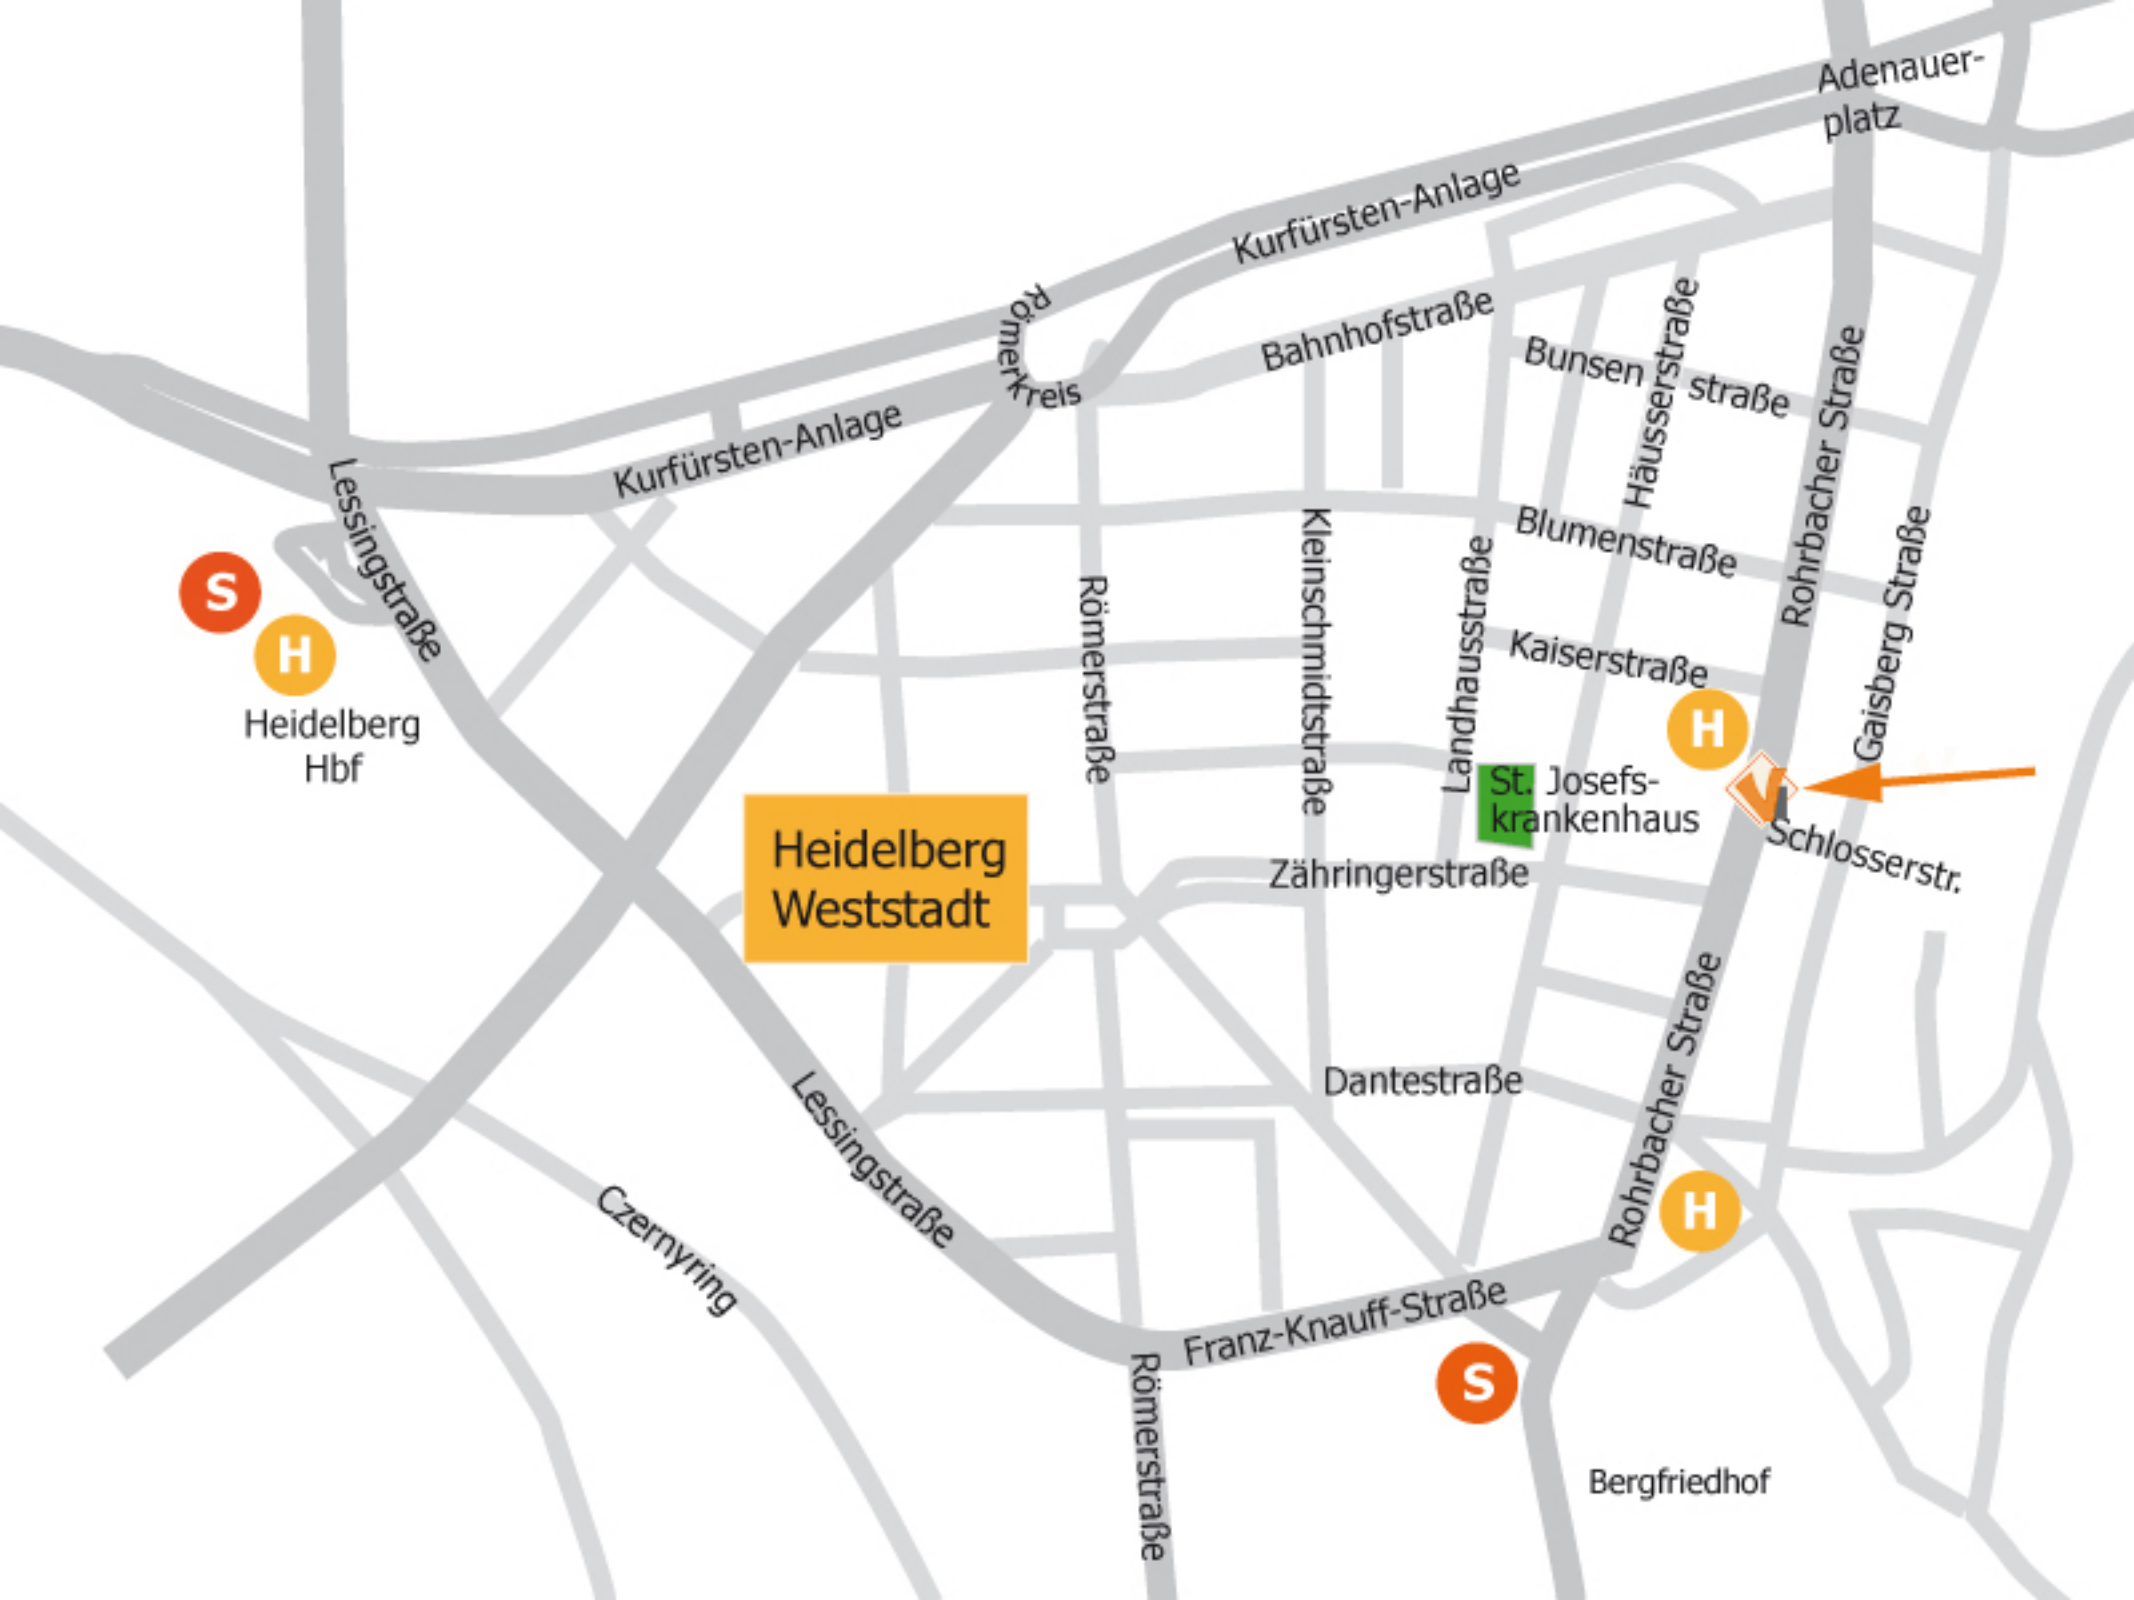 Adenauer-
platz
Kurfürsten-Anlage
Römerkreis
Bahnhofstraße
Bunsen straße
Häusserstraße
Rohrbacher Straße
Kurfürsten-Anlage
Lessingstraße
S
H
Heidelberg
Hbf
Blumenstraße
Kleinschmidtstraße
Landhausstraße
Römerstraße
Gaisberg Straße
Kaiserstraße
H
St. Josefs-
krankenhaus
Schlosserstr.
Heidelberg
Weststadt
Zähringerstraße
Rohrbacher Straße
Dantestraße
Lessingstraße
Czernyring
H
Franz-Knauff-Straße
S
Römerstraße
Bergfriedhof